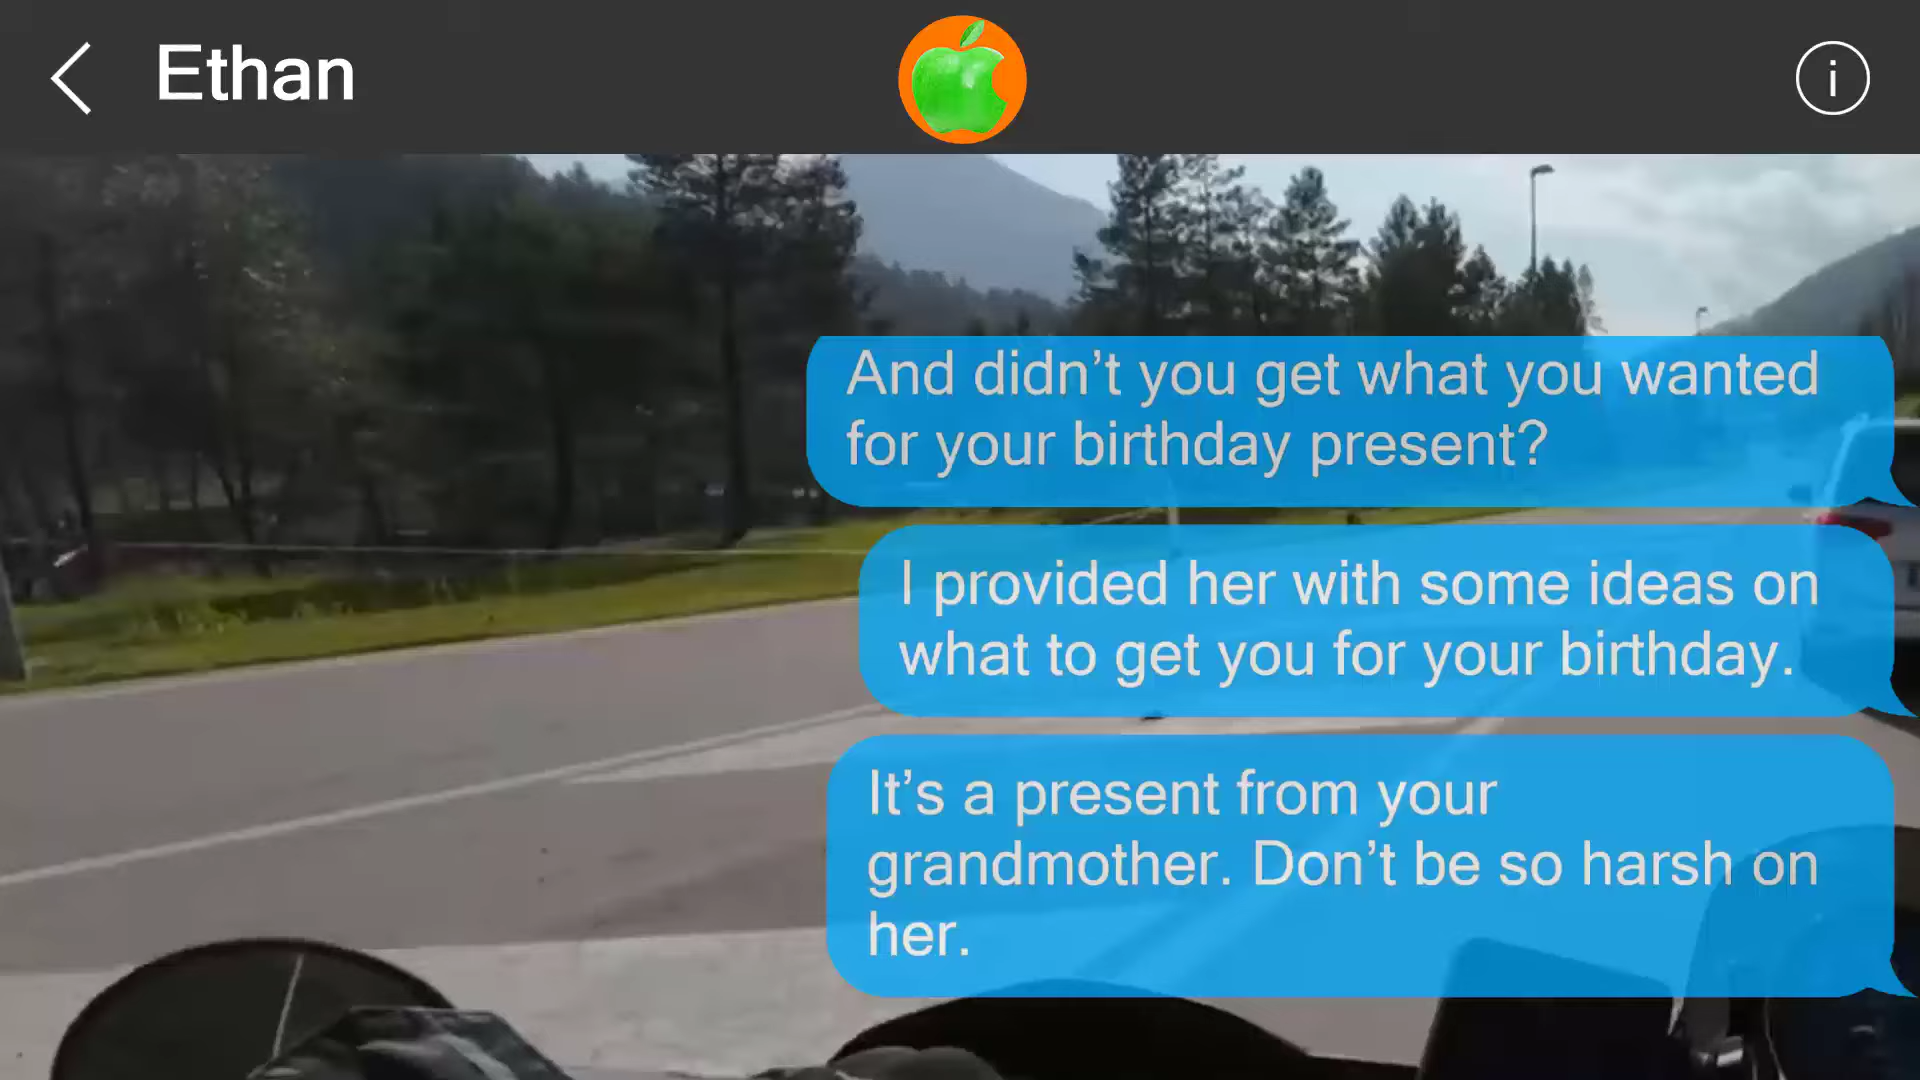 Ethan
i
And didn’t you get what you wanted
for your birthday present?
I provided her with some ideas on
what to get you for your birthday.
It’s a present from your
grandmother. Don’t be so harsh on
her.